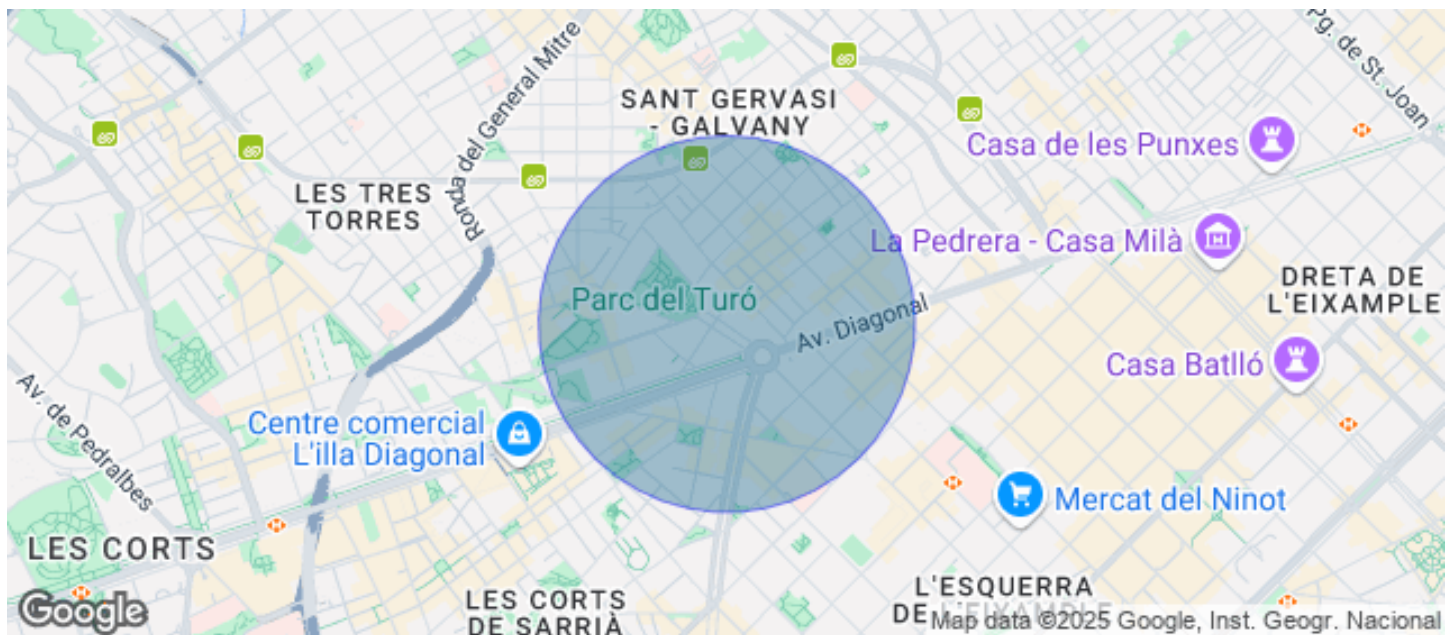 Pg. de St. Joan
Ronda del General Mitre
SANT GERVASI
- GALVANY
Casa de les Punxes
LES TRES
TORRES
La Pedrera - Casa Milà
DRETA DE
L'EIXAMPLE
Parc del Turó
Av. Diagonal
Casa Batlló
Av. de Pedralbes
Centre comercial
L'illa Diagonal
Mercat del Ninot
LES CORTS
L'ESQUERRA
DE L'EIXAMPLE
LES CORTS
DE SARRIÀ
Google
Map data ©2025 Google, Inst. Geogr. Nacional